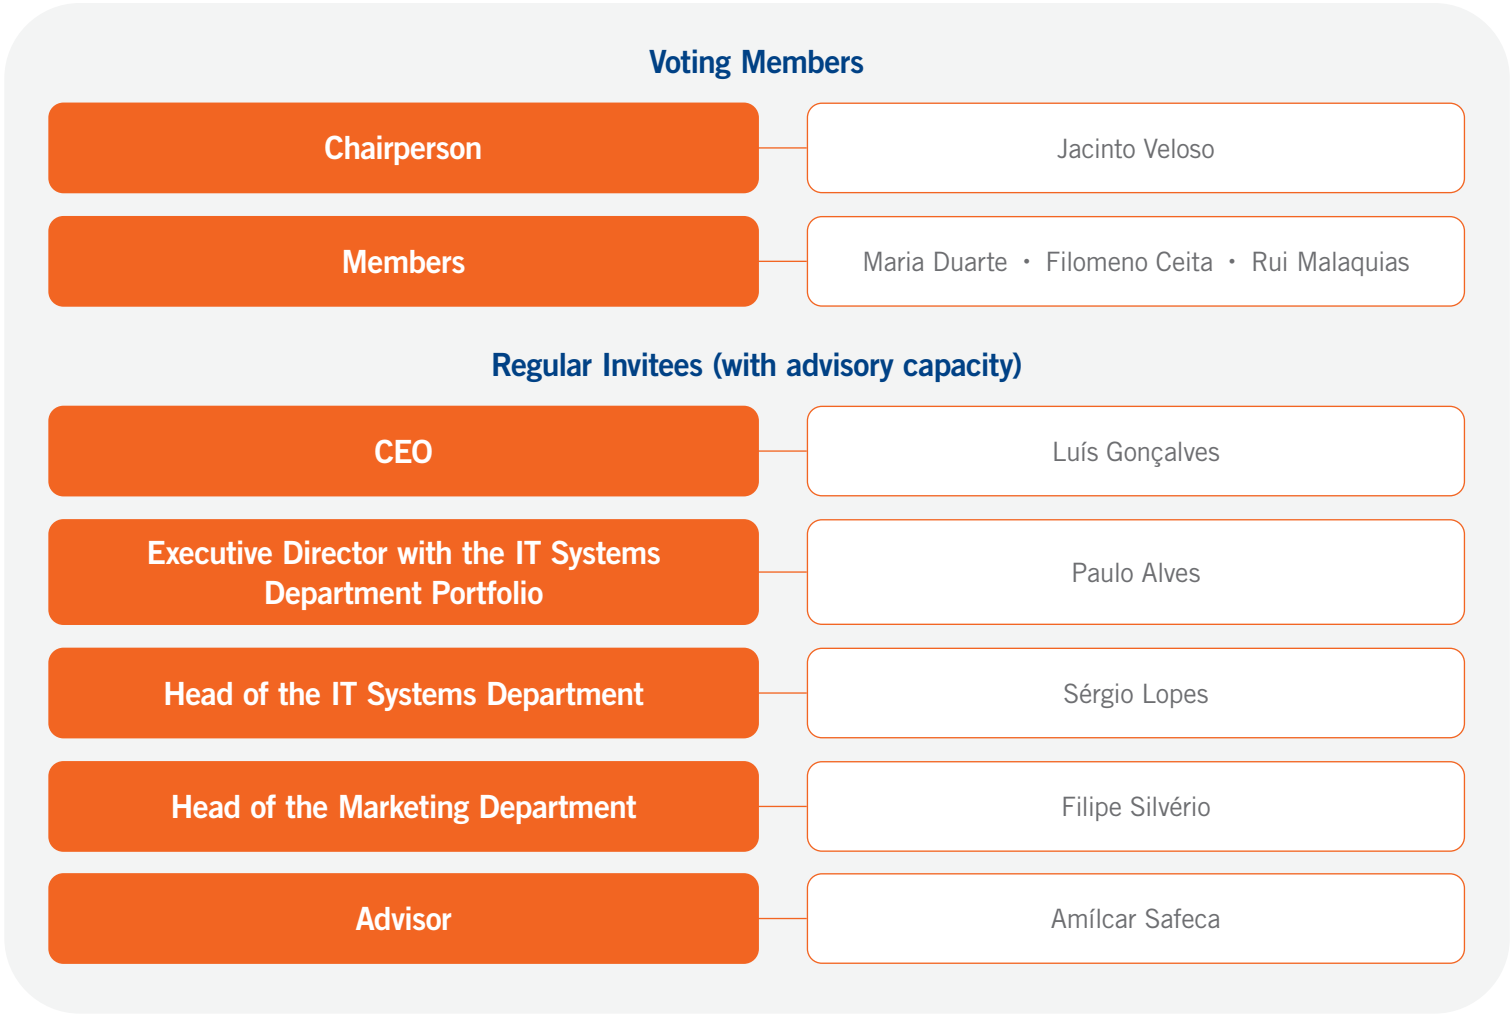 Voting Members
Chairperson
Jacinto Veloso
Members
Maria Duarte • Filomeno Ceita • Rui Malaquias
Regular Invitees (with advisory capacity)
CEO
Luís Gonçalves
Executive Director with the IT Systems
Department Portfolio
Paulo Alves
Head of the IT Systems Department
Sérgio Lopes
Head of the Marketing Department
Filipe Silvério
Advisor
Amílcar Safeca